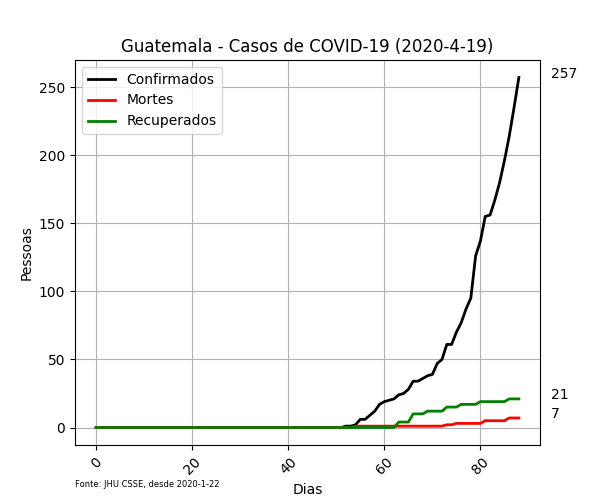 Guatemala - Casos de COVID-19 (2020-4-19)
257
Confirmados
Mortes
Recuperados
250
200
150
100
50
0
Pessoas
21
7
0
20
40
60
80
Dias
Fonte: JHU CSSE, desde 2020-1-22